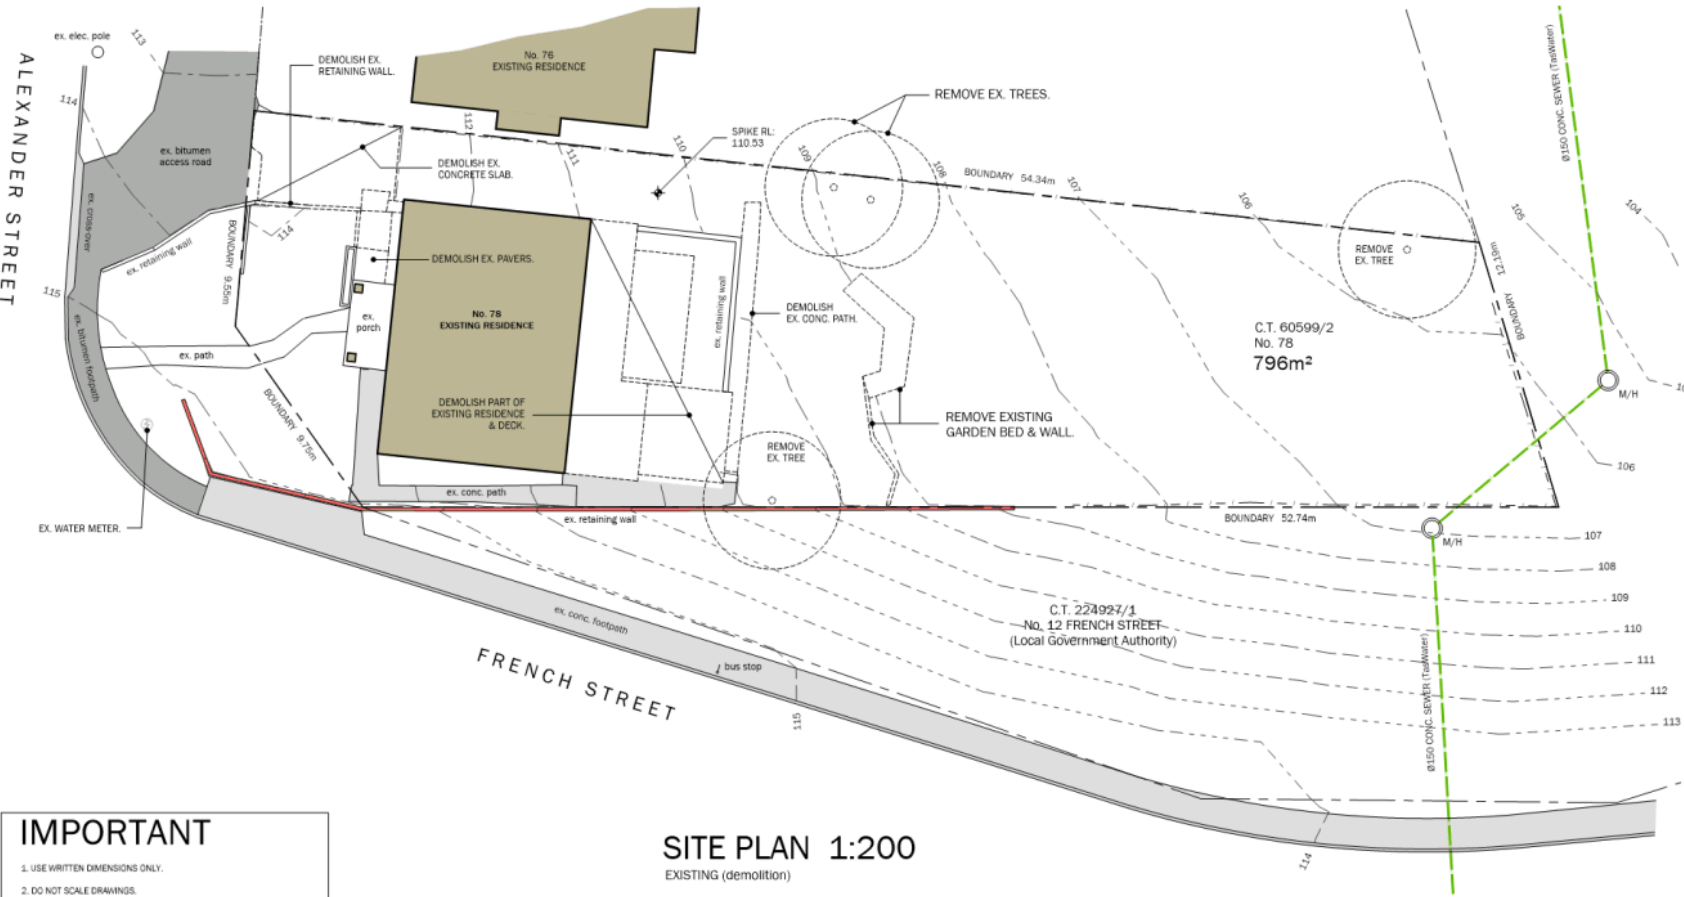 ex. elec. pole
113
DEMOLISH EX.
RETAINING WALL.
No. 76
EXISTING RESIDENCE
REMOVE EX. TREES.
Ø150 CONC. SEWER (TasWater)
ALEXANDER STREET
114
112
111
110
SPIKE RL:
110.53
109
108
BOUNDARY 54.34m
107
106
105
104
ex. bitumen
access road
DEMOLISH EX.
CONCRETE SLAB.
ex. cross-over
BOUNDARY 9.55m
114
ex. retaining wall
DEMOLISH EX. PAVERS.
REMOVE
EX. TREE
BOUNDARY 12.19m
115
ex.
porch
No. 78
EXISTING RESIDENCE
ex. retaining wall
DEMOLISH
EX. CONC. PATH.
C.T. 60599/2
No. 78
796m²
ex. bitumen footpath
ex. path
M/H
BOUNDARY 9.75m
DEMOLISH PART OF
EXISTING RESIDENCE
& DECK.
REMOVE EXISTING
GARDEN BED & WALL.
REMOVE
EX. TREE
106
ex. conc. path
EX. WATER METER.
ex. retaining wall
BOUNDARY 52.74m
M/H
107
108
109
110
111
112
113
ex. conc. footpath
C.T. 224927/1
No. 12 FRENCH STREET
(Local Government Authority)
Ø150 CONC. SEWER (TasWater)
FRENCH STREET
bus stop
115
114
IMPORTANT
1. USE WRITTEN DIMENSIONS ONLY.
2. DO NOT SCALE DRAWINGS.
SITE PLAN 1:200
EXISTING (demolition)